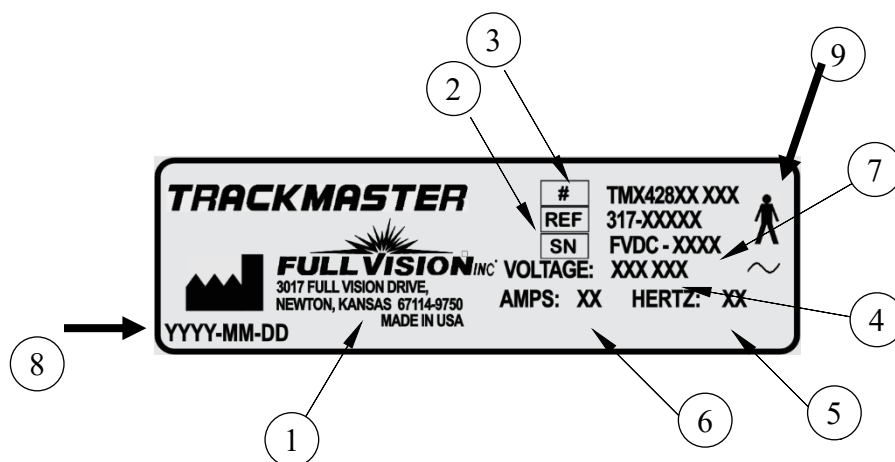 3
9
2
7
TRACKMASTER
# TMX428XX XXX
REF 317-XXXXX
SN FVDC - XXXX
FULL VISION INC.
VOLTAGE: XXX XXX
3017 FULL VISION DRIVE,
NEWTON, KANSAS 67114-9750
AMPS: XX HERTZ: XX
MADE IN USA
YYYY-MM-DD
4
8
5
6
1